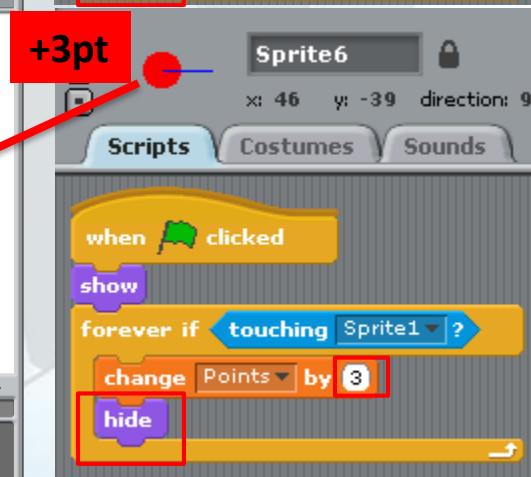 +3pt
Sprite6
x: 46 y: -39 direction: 9
Scripts Costumes Sounds
when clicked
show
forever if touching Sprite1 ?
change Points by 3
hide